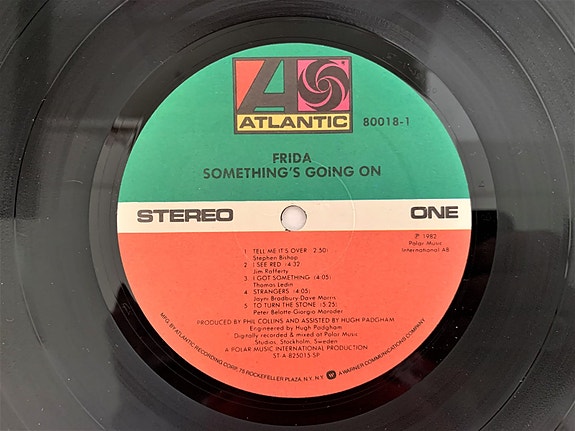 ATLANTIC
80018-1
FRIDA
SOMETHING'S GOING ON
STEREO
ONE
℗ 1982
Polar Music
International AB
1 TELL ME IT'S OVER (2:50)
Stephen Bishop
2 I SEE RED (4:32
Jim Rafferty
3 I GOT SOMETHING (4:05)
Thomas Ledin
4 STRANGERS (4:05)
Jayni Bradbury Dave Morris
5 TO TURN THE STONE (5:25)
Peter Belotte-Giorgio Moroder
PRODUCED BY PHIL COLLINS AND ASSISTED BY HUGH PADGHAM
Engineered by Hugh Padgham
Digitally recorded & mixed at Polar Music
Studios, Stockholm, Sweden
A POLAR MUSIC INTERNATIONAL PRODUCTION
ST-A-825015-SP
MFG. BY ATLANTIC RECORDING CORP. 75 ROCKEFELLER PLAZA N.Y. N.Y. W A WARNER COMMUNICATIONS COMPANY